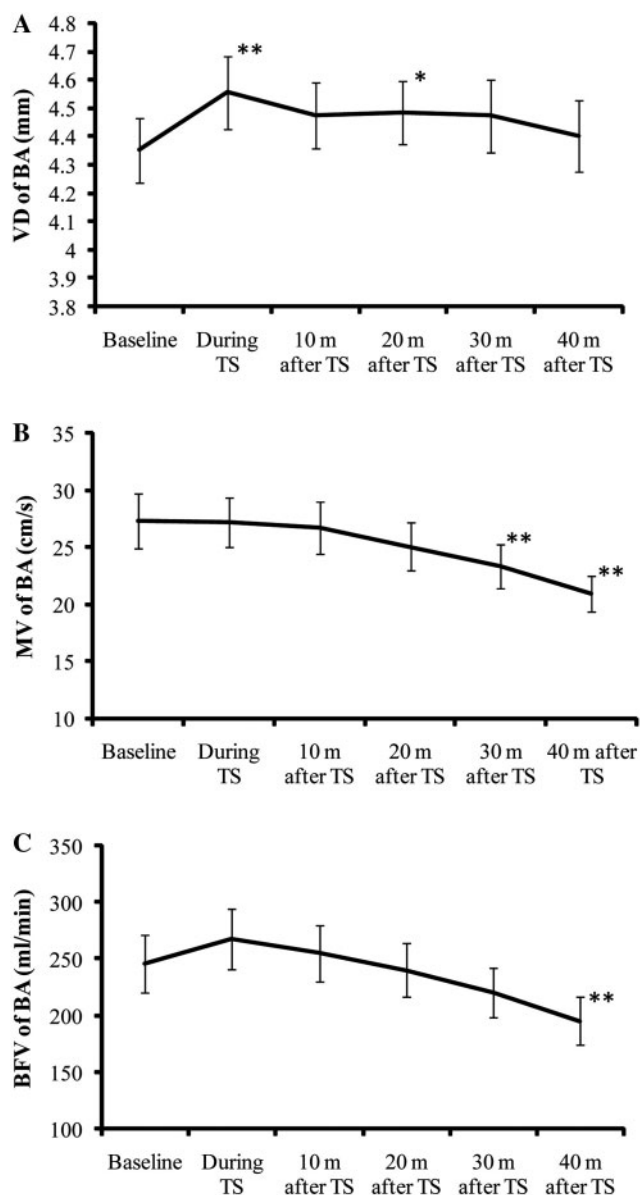 A
VD of BA (mm)
4.8
4.7
4.6
4.5
4.4
4.3
4.2
4.1
4
3.9
3.8
**
*
Baseline During 10 m 20 m 30 m 40 m
TS after TS after TS after TS after TS
B
MV of BA (cm/s)
35
30
25
20
15
10
**
**
Baseline During 10 m 20 m 30 m 40 m after
TS after TS after TS after TS TS
C
BFV of BA (ml/min)
350
300
250
200
150
100
**
Baseline During 10 m 20 m 30 m 40 m
TS after TS after TS after TS after TS